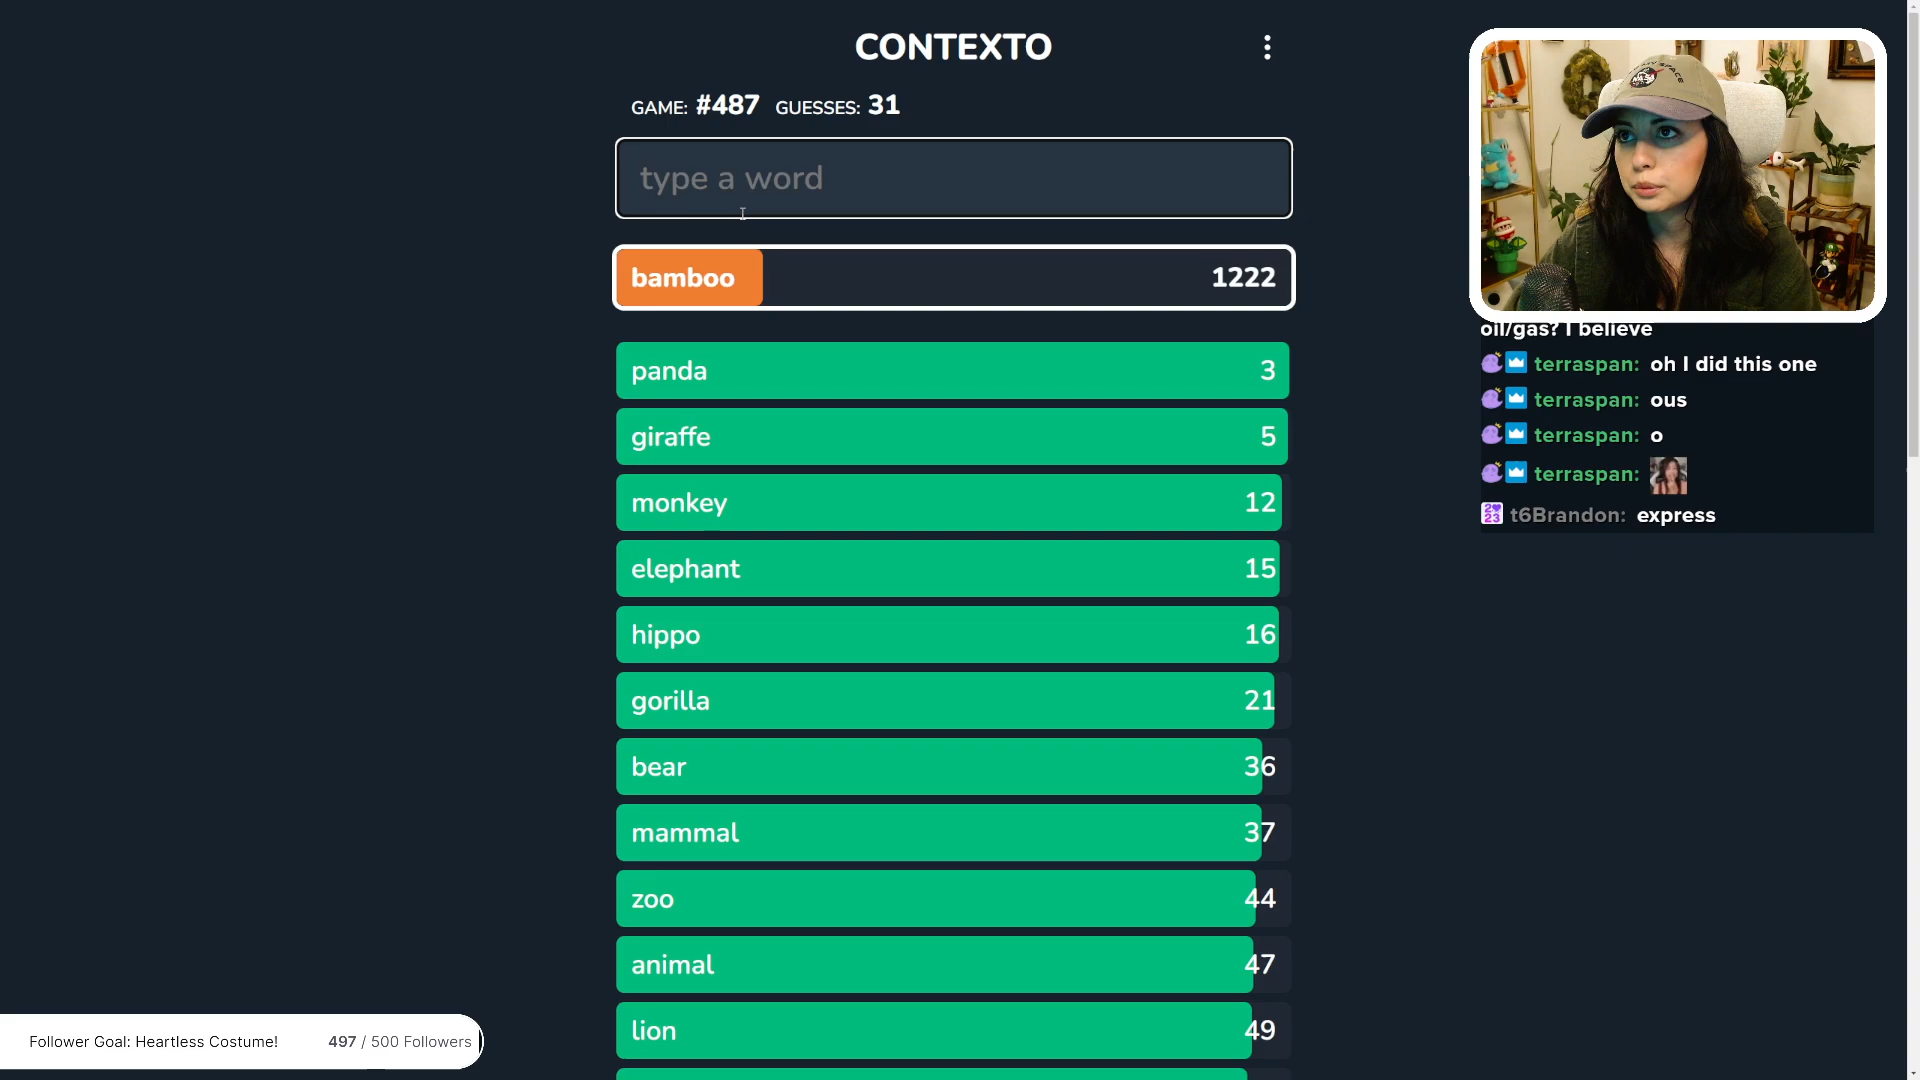 CONTEXTO
GAME: #487 GUESSES: 31
type a word
bamboo 1222
panda 3
giraffe 5
monkey 12
elephant 15
hippo 16
gorilla 21
bear 36
mammal 37
zoo 44
animal 47
lion 49
oil/gas? I believe
terraspan: oh I did this one
terraspan: ous
terraspan: o
terraspan:
2023 t6Brandon: express
Follower Goal: Heartless Costume! 497 / 500 Followers